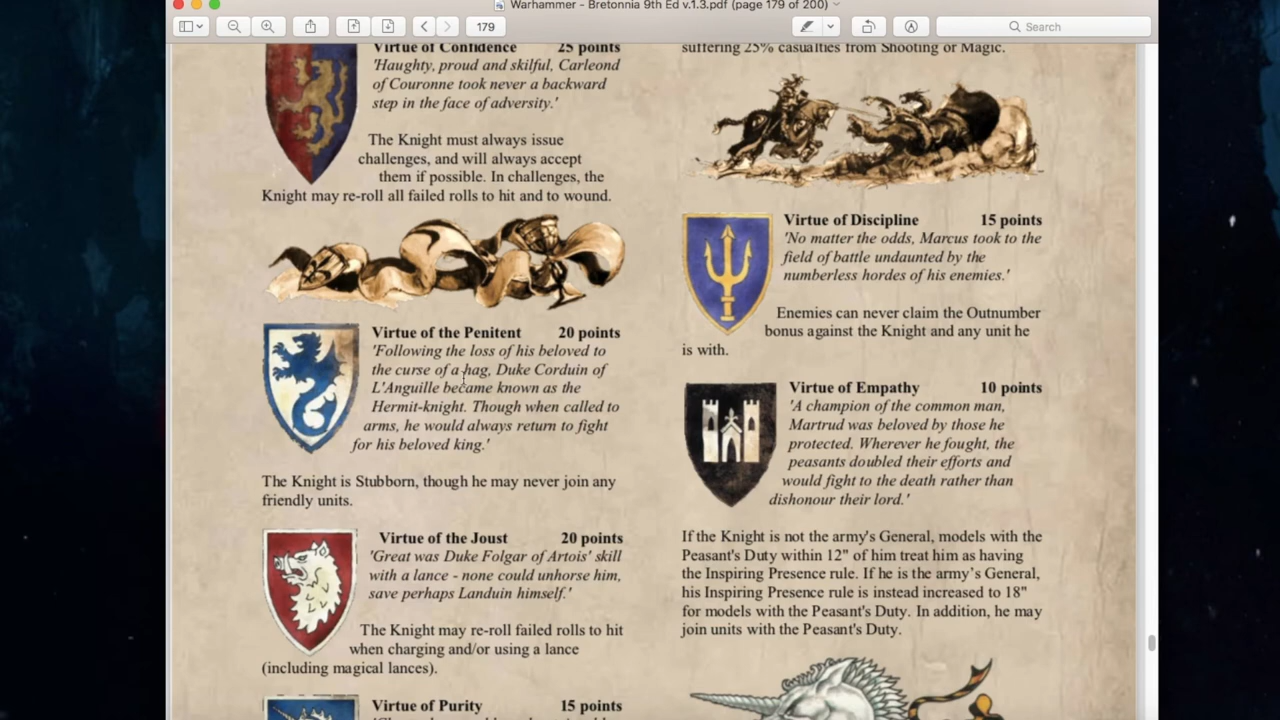 Warhammer - Bretonnia 9th Ed v.1.3.pdf (page 179 of 200)
179
Search
Virtue of Confidence 25 points
'Haughty, proud and skilful, Carleond
of Couronne took never a backward
step in the face of adversity.'
The Knight must always issue
challenges, and will always accept
them if possible. In challenges, the
Knight may re-roll all failed rolls to hit and to wound.
Virtue of the Penitent 20 points
'Following the loss of his beloved to
the curse of a hag, Duke Corduin of
L'Anguille became known as the
Hermit-knight. Though when called to
arms, he would always return to fight
for his beloved king.'
The Knight is Stubborn, though he may never join any
friendly units.
Virtue of the Joust 20 points
'Great was Duke Folgar of Artois' skill
with a lance - none could unhorse him,
save perhaps Landuin himself.'
The Knight may re-roll failed rolls to hit
when charging and/or using a lance
(including magical lances).
Virtue of Purity 15 points
suffering 25% casualties from Shooting or Magic.
Virtue of Discipline 15 points
'No matter the odds, Marcus took to the
field of battle undaunted by the
numberless hordes of his enemies.'
Enemies can never claim the Outnumber
bonus against the Knight and any unit he
is with.
Virtue of Empathy 10 points
'A champion of the common man,
Martrud was beloved by those he
protected. Wherever he fought, the
peasants doubled their efforts and
would fight to the death rather than
dishonour their lord.'
If the Knight is not the army's General, models with the
Peasant's Duty within 12" of him treat him as having
the Inspiring Presence rule. If he is the army's General,
his Inspiring Presence rule is instead increased to 18"
for models with the Peasant's Duty. In addition, he may
join units with the Peasant's Duty.